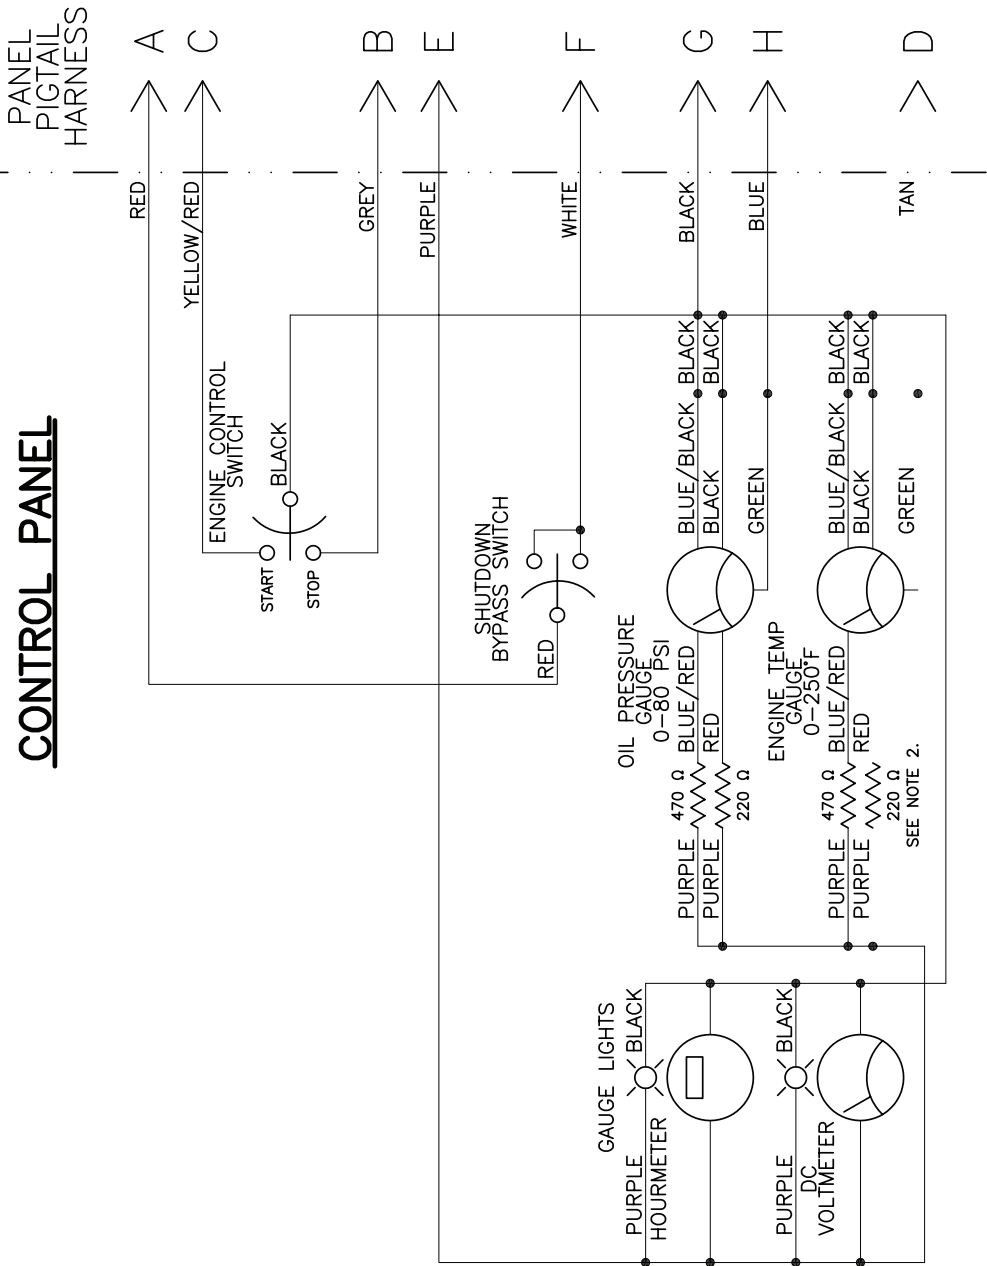 CONTROL PANEL
PANEL
PIGTAIL
HARNESS
A
C
B
E
F
G
H
D
RED
YELLOW/RED
GREY
PURPLE
WHITE
BLACK
BLUE
TAN
ENGINE CONTROL
SWITCH
BLACK
START
STOP
SHUTDOWN
BYPASS SWITCH
RED
BLACK
BLACK
BLACK
BLACK
BLUE/BLACK
BLACK
GREEN
BLUE/BLACK
BLACK
GREEN
OIL PRESSURE
GAUGE
0-80 PSI
BLUE/RED
RED
470 Ω
220 Ω
PURPLE
PURPLE
ENGINE TEMP
GAUGE
0-250°F
BLUE/RED
RED
470 Ω
220 Ω
SEE NOTE 2.
PURPLE
PURPLE
GAUGE LIGHTS
BLACK
PURPLE
HOURMETER
BLACK
PURPLE
DC
VOLTMETER